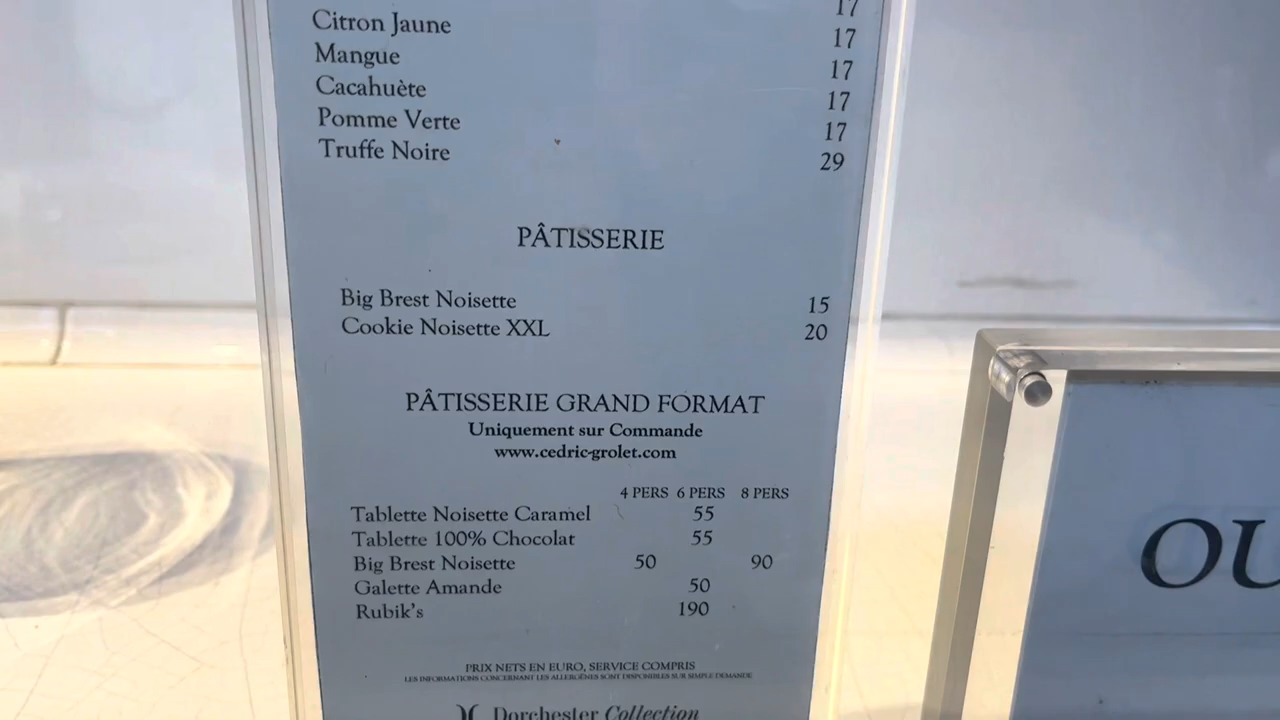 17
Citron Jaune 17
Mangue 17
Cacahuète 17
Pomme Verte 17
Truffe Noire 29
PÂTISSERIE
Big Brest Noisette 15
Cookie Noisette XXL 20
PÂTISSERIE GRAND FORMAT
Uniquement sur Commande
www.cedric-grolet.com
4 PERS 6 PERS 8 PERS
Tablette Noisette Caramel 55
Tablette 100% Chocolat 55
Big Brest Noisette 50 90
Galette Amande 50
Rubik's 190
PRIX NETS EN EURO, SERVICE COMPRIS
LES INFORMATIONS CONCERNANT LES ALLERGÈNES SONT DISPONIBLES SUR SIMPLE DEMANDE
Dorchester Collection
OU